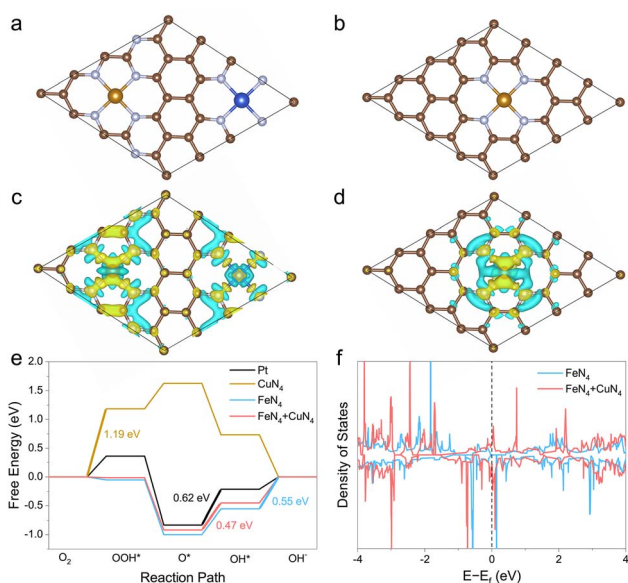 a
b
c
d
e
f
2.0
1.5
1.0
0.5
0.0
-0.5
-1.0
Free Energy (eV)
Pt
CuN₄
FeN₄
FeN₄+CuN₄
1.19 eV
0.62 eV
0.47 eV
0.55 eV
O₂ OOH* O* OH* OH⁻
Reaction Path
Density of States
FeN₄
FeN₄+CuN₄
-4 -2 0 2 4
E−E_f (eV)